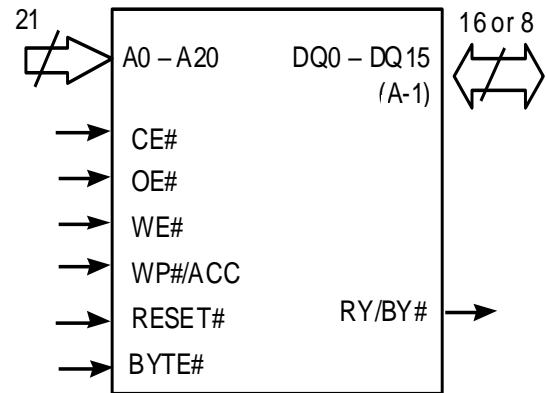 21
16 or 8
A0 – A20
DQ0 – DQ15
(A-1)
CE#
OE#
WE#
WP#/ACC
RESET#
RY/BY#
BYTE#